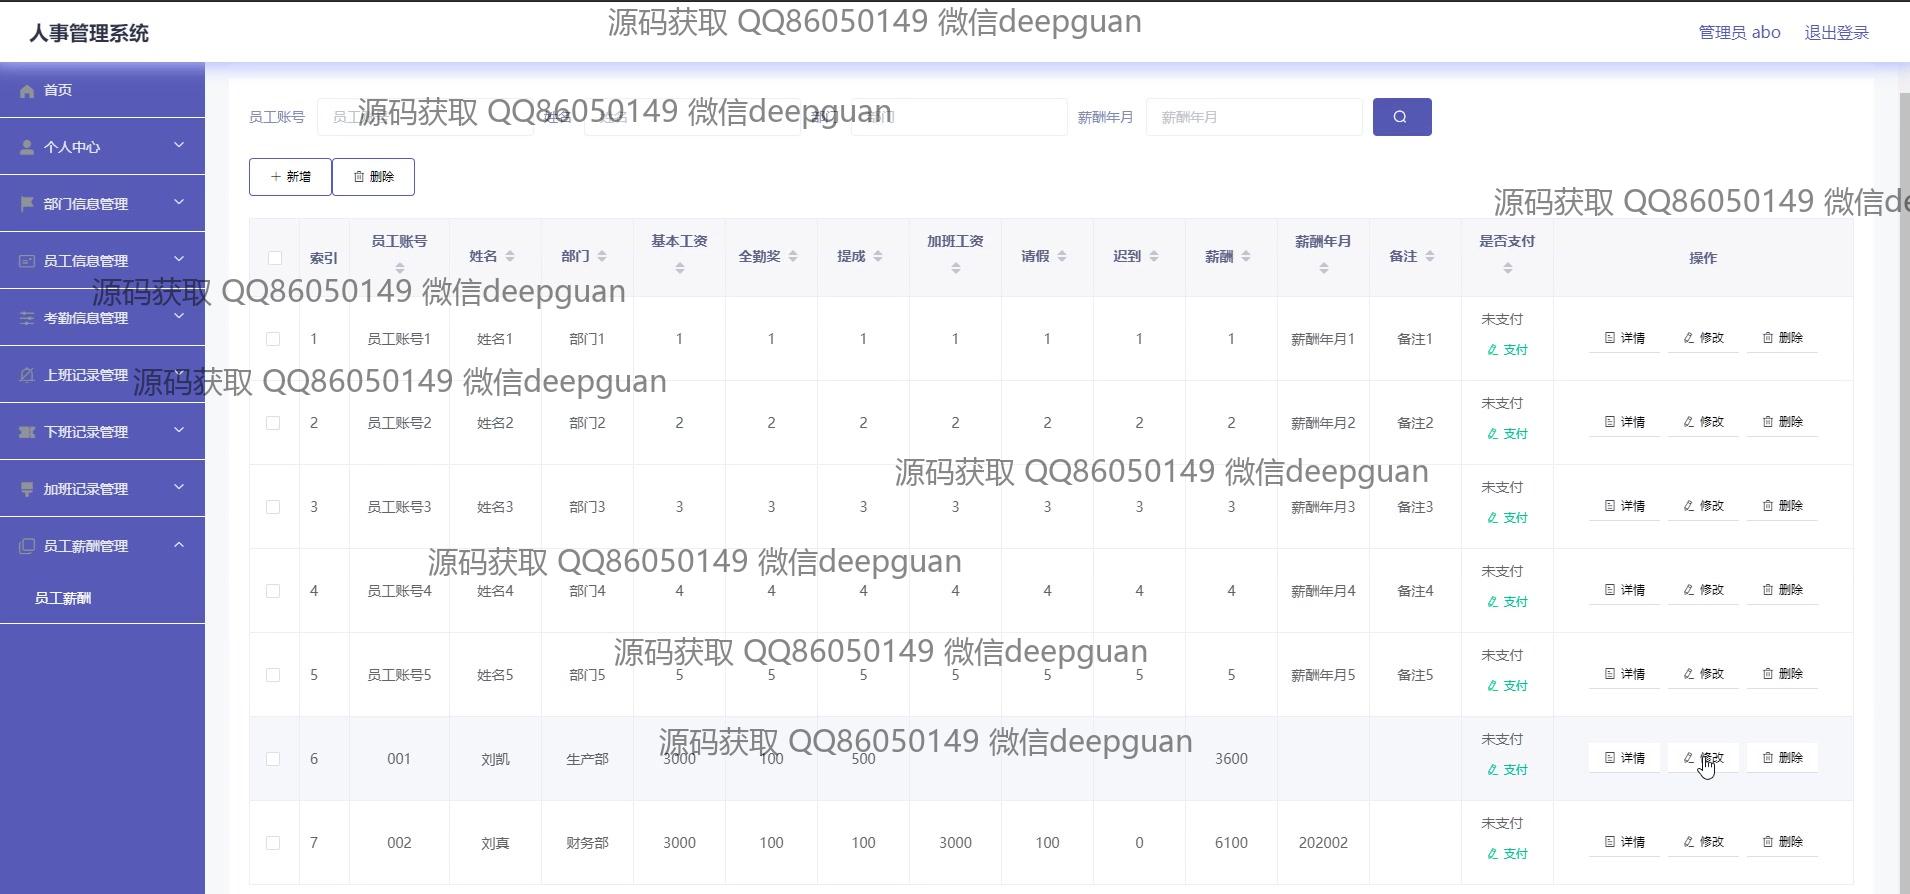 源码获取 QQ86050149 微信deepguan
人事管理系统
管理员 abo 退出登录
首页
个人中心
部门信息管理
员工信息管理
考勤信息管理
上班记录管理
下班记录管理
加班记录管理
员工薪酬管理
员工薪酬
源码获取 QQ86050149 微信deepguan
员工账号 姓名 部门 薪酬年月 薪酬年月
新增 删除
源码获取 QQ86050149 微信de
索引 员工账号 姓名 部门 基本工资 全勤奖 提成 加班工资 请假 迟到 薪酬 薪酬年月 备注 是否支付 操作
源码获取 QQ86050149 微信deepguan
1 员工账号1 姓名1 部门1 1 1 1 1 1 1 1 薪酬年月1 备注1 未支付 支付 详情 修改 删除
源码获取 QQ86050149 微信deepguan
2 员工账号2 姓名2 部门2 2 2 2 2 2 2 2 薪酬年月2 备注2 未支付 支付 详情 修改 删除
源码获取 QQ86050149 微信deepguan
3 员工账号3 姓名3 部门3 3 3 3 3 3 3 3 薪酬年月3 备注3 未支付 支付 详情 修改 删除
源码获取 QQ86050149 微信deepguan
4 员工账号4 姓名4 部门4 4 4 4 4 4 4 4 薪酬年月4 备注4 未支付 支付 详情 修改 删除
源码获取 QQ86050149 微信deepguan
5 员工账号5 姓名5 部门5 5 5 5 5 5 5 5 薪酬年月5 备注5 未支付 支付 详情 修改 删除
源码获取 QQ86050149 微信deepguan
6 001 刘凯 生产部 3000 100 500 3600 未支付 支付 详情 修改 删除
7 002 刘真 财务部 3000 100 100 3000 100 0 6100 202002 未支付 支付 详情 修改 删除